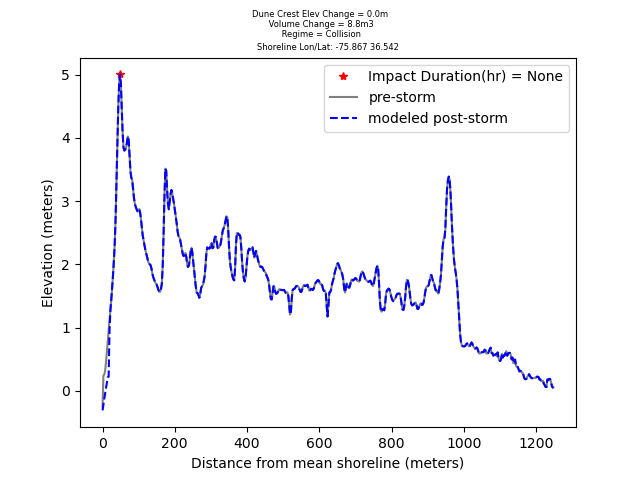 Dune Crest Elev Change = 0.0m
Volume Change = 8.8m3
Regime = Collision
Shoreline Lon/Lat: -75.867 36.542
Impact Duration(hr) = None
pre-storm
modeled post-storm
Elevation (meters)
5
4
3
2
1
0
0 200 400 600 800 1000 1200
Distance from mean shoreline (meters)